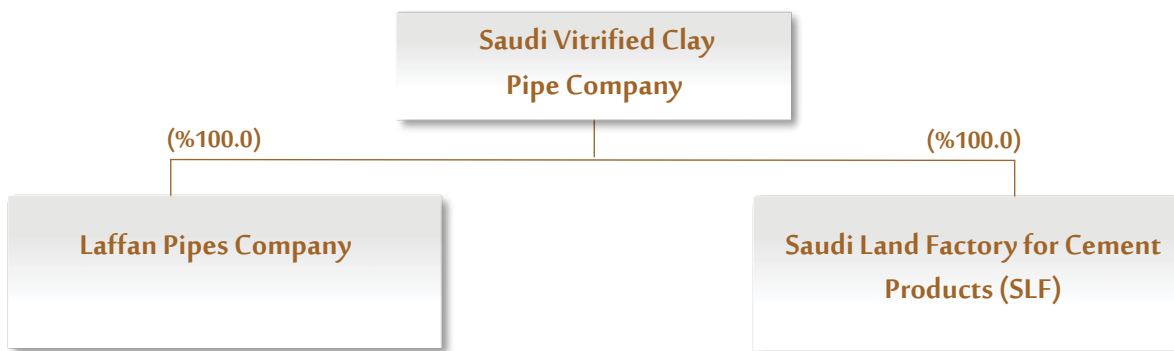 Saudi Vitrified Clay
Pipe Company
(%100.0)
(%100.0)
Laffan Pipes Company
Saudi Land Factory for Cement
Products (SLF)